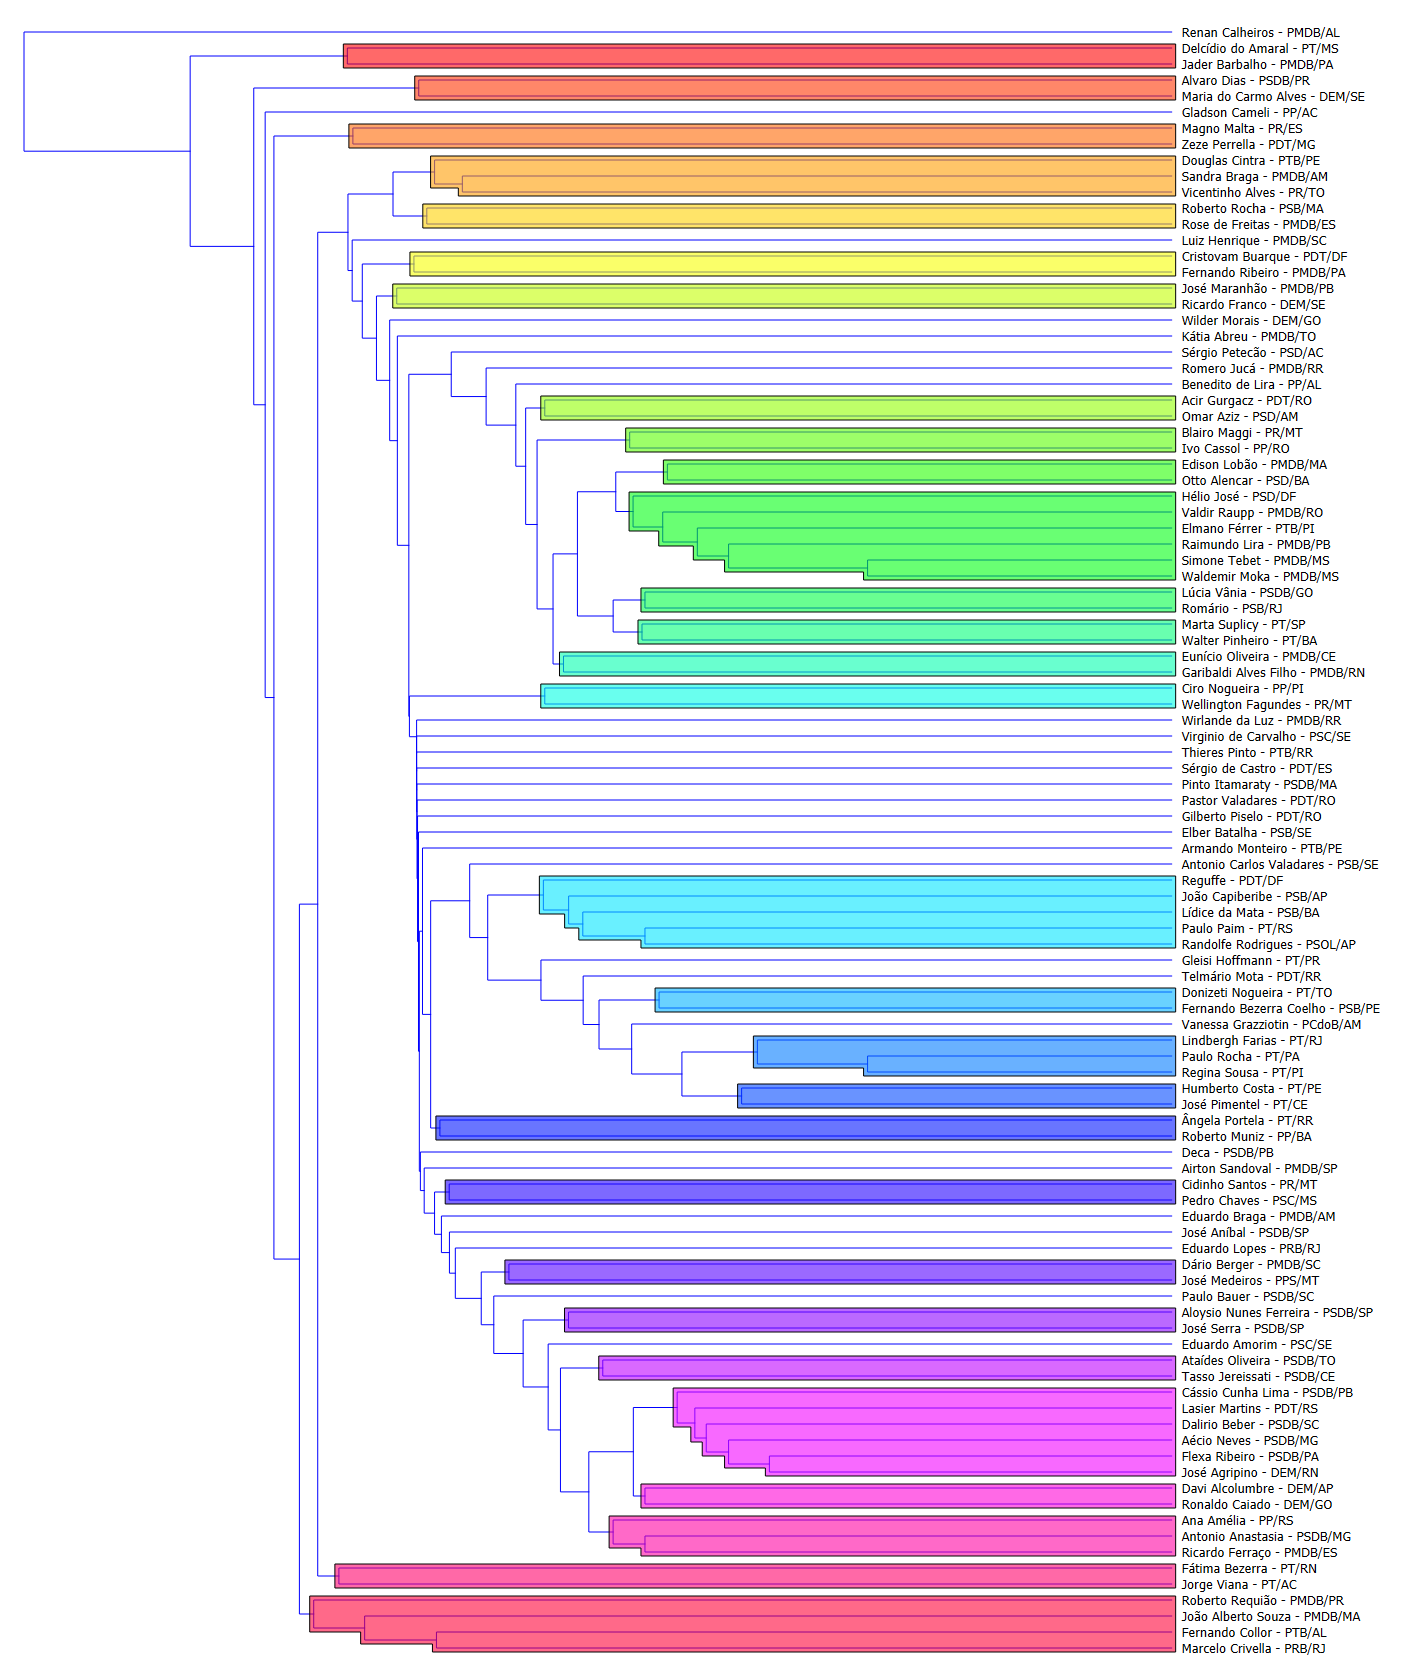 Renan Calheiros - PMDB/AL
Delcídio do Amaral - PT/MS
Jader Barbalho - PMDB/PA
Alvaro Dias - PSDB/PR
Maria do Carmo Alves - DEM/SE
Gladson Cameli - PP/AC
Magno Malta - PR/ES
Zeze Perrella - PDT/MG
Douglas Cintra - PTB/PE
Sandra Braga - PMDB/AM
Vicentinho Alves - PR/TO
Roberto Rocha - PSB/MA
Rose de Freitas - PMDB/ES
Luiz Henrique - PMDB/SC
Cristovam Buarque - PDT/DF
Fernando Ribeiro - PMDB/PA
José Maranhão - PMDB/PB
Ricardo Franco - DEM/SE
Wilder Morais - DEM/GO
Kátia Abreu - PMDB/TO
Sérgio Petecão - PSD/AC
Romero Jucá - PMDB/RR
Benedito de Lira - PP/AL
Acir Gurgacz - PDT/RO
Omar Aziz - PSD/AM
Blairo Maggi - PR/MT
Ivo Cassol - PP/RO
Edison Lobão - PMDB/MA
Otto Alencar - PSD/BA
Hélio José - PSD/DF
Valdir Raupp - PMDB/RO
Elmano Férrer - PTB/PI
Raimundo Lira - PMDB/PB
Simone Tebet - PMDB/MS
Waldemir Moka - PMDB/MS
Lúcia Vânia - PSDB/GO
Romário - PSB/RJ
Marta Suplicy - PT/SP
Walter Pinheiro - PT/BA
Eunício Oliveira - PMDB/CE
Garibaldi Alves Filho - PMDB/RN
Ciro Nogueira - PP/PI
Wellington Fagundes - PR/MT
Wirlande da Luz - PMDB/RR
Virginio de Carvalho - PSC/SE
Thieres Pinto - PTB/RR
Sérgio de Castro - PDT/ES
Pinto Itamaraty - PSDB/MA
Pastor Valadares - PDT/RO
Gilberto Piselo - PDT/RO
Elber Batalha - PSB/SE
Armando Monteiro - PTB/PE
Antonio Carlos Valadares - PSB/SE
Reguffe - PDT/DF
João Capiberibe - PSB/AP
Lídice da Mata - PSB/BA
Paulo Paim - PT/RS
Randolfe Rodrigues - PSOL/AP
Gleisi Hoffmann - PT/PR
Telmário Mota - PDT/RR
Donizeti Nogueira - PT/TO
Fernando Bezerra Coelho - PSB/PE
Vanessa Grazziotin - PCdoB/AM
Lindbergh Farias - PT/RJ
Paulo Rocha - PT/PA
Regina Sousa - PT/PI
Humberto Costa - PT/PE
José Pimentel - PT/CE
Ângela Portela - PT/RR
Roberto Muniz - PP/BA
Deca - PSDB/PB
Airton Sandoval - PMDB/SP
Cidinho Santos - PR/MT
Pedro Chaves - PSC/MS
Eduardo Braga - PMDB/AM
José Aníbal - PSDB/SP
Eduardo Lopes - PRB/RJ
Dário Berger - PMDB/SC
José Medeiros - PPS/MT
Paulo Bauer - PSDB/SC
Aloysio Nunes Ferreira - PSDB/SP
José Serra - PSDB/SP
Eduardo Amorim - PSC/SE
Ataídes Oliveira - PSDB/TO
Tasso Jereissati - PSDB/CE
Cássio Cunha Lima - PSDB/PB
Lasier Martins - PDT/RS
Dalirio Beber - PSDB/SC
Aécio Neves - PSDB/MG
Flexa Ribeiro - PSDB/PA
José Agripino - DEM/RN
Davi Alcolumbre - DEM/AP
Ronaldo Caiado - DEM/GO
Ana Amélia - PP/RS
Antonio Anastasia - PSDB/MG
Ricardo Ferraço - PMDB/ES
Fátima Bezerra - PT/RN
Jorge Viana - PT/AC
Roberto Requião - PMDB/PR
João Alberto Souza - PMDB/MA
Fernando Collor - PTB/AL
Marcelo Crivella - PRB/RJ